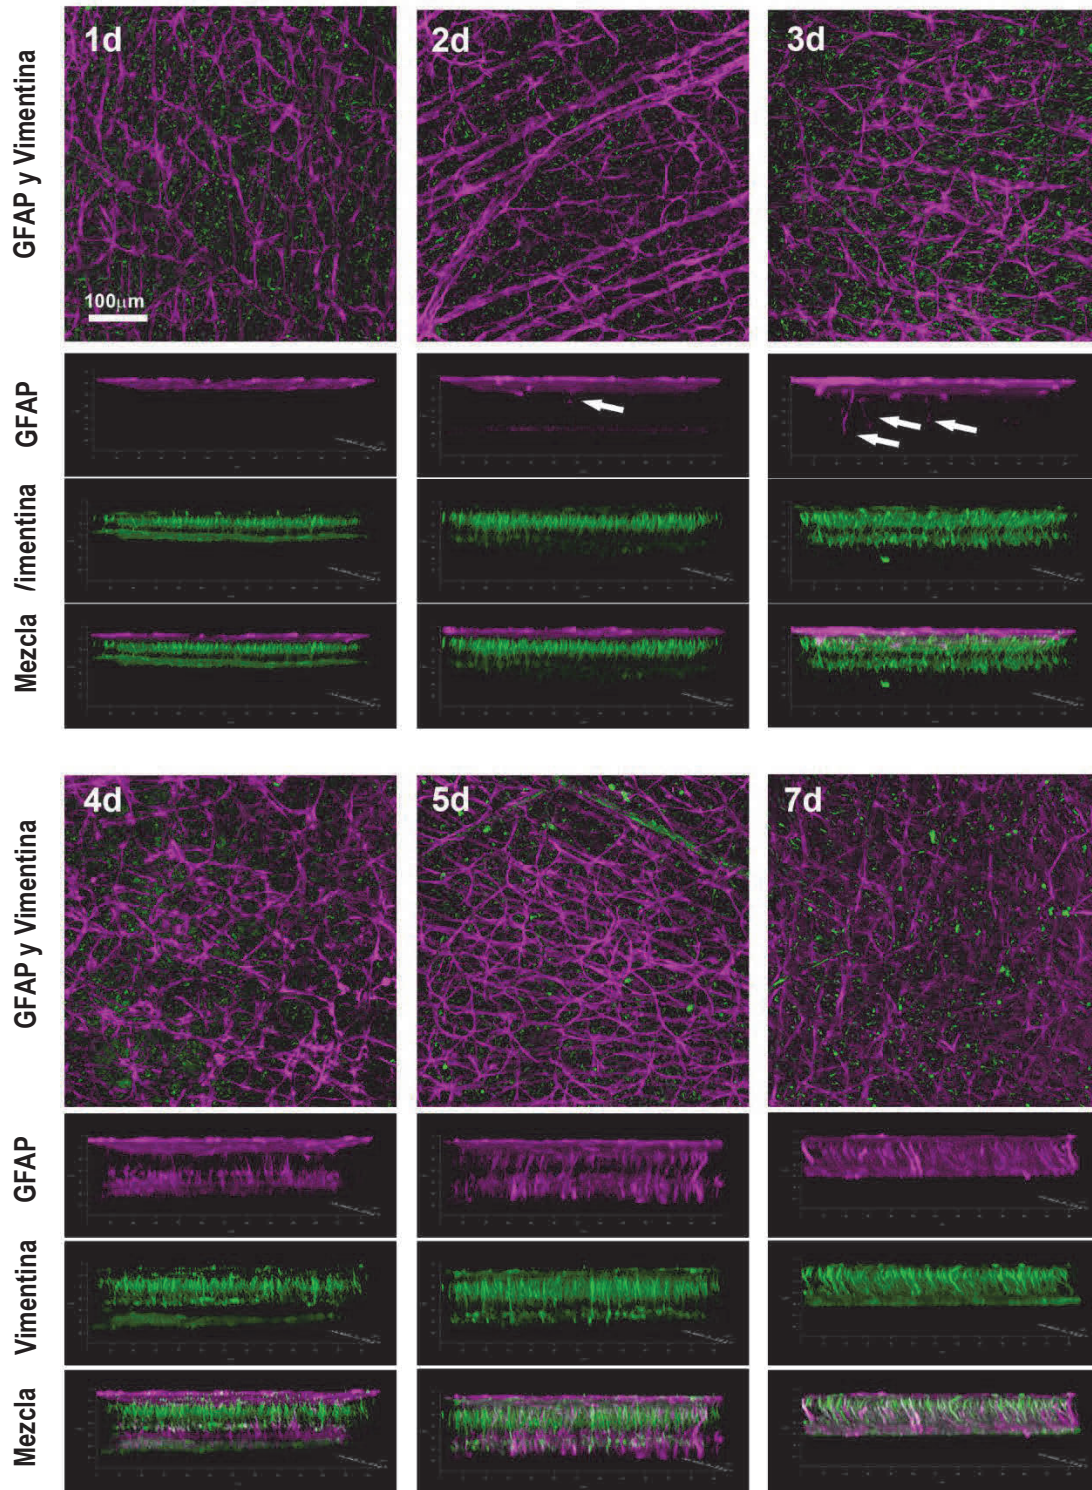 1d
2d
3d
GFAP y Vimentina
100μm
GFAP
/imentina
Mezcla
4d
5d
7d
GFAP y Vimentina
GFAP
Vimentina
Mezcla